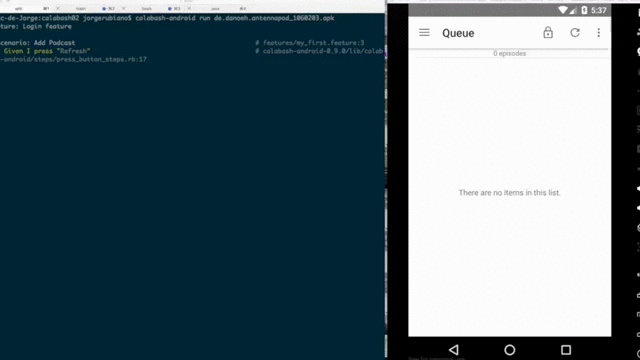 c-de-Jorge:calabash02 jorgerubiano$ calabash-android run de.danoeh.antennapod_1060203.apk
ture: Login feature
cenario: Add Podcast # features/my_first.feature:3
Given I press "Refresh" # calabash-android-0.9.0/lib/calab
-android/steps/press_button_steps.rb:17
5:37
Queue
0 episodes
There are no items in this list.